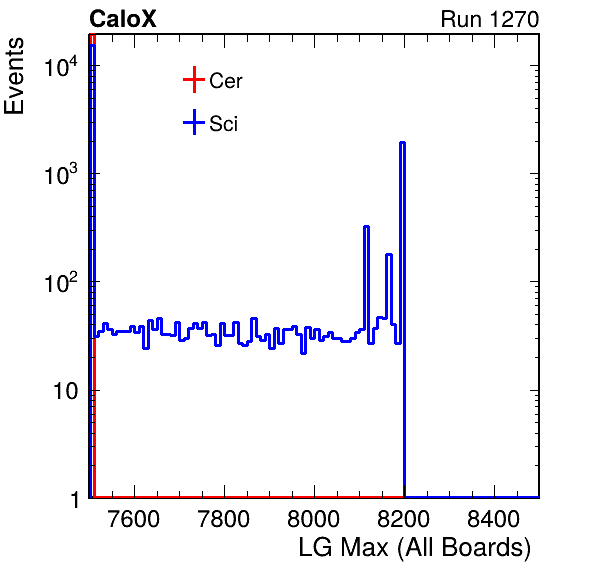 CaloX Run 1270
Events
10^4
10^3
10^2
10
1
Cer
Sci
7600 7800 8000 8200 8400
LG Max (All Boards)